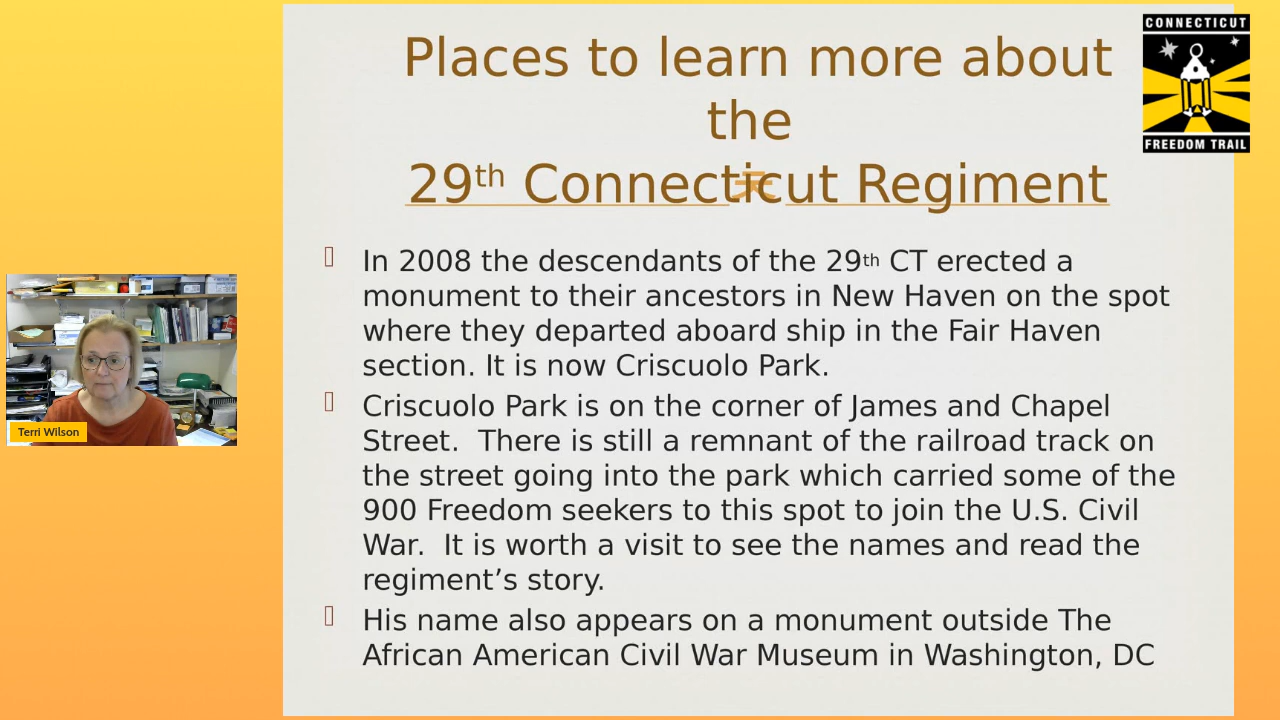 Places to learn more about
the
29th Connecticut Regiment
CONNECTICUT
FREEDOM TRAIL
In 2008 the descendants of the 29th CT erected a
monument to their ancestors in New Haven on the spot
where they departed aboard ship in the Fair Haven
section. It is now Criscuolo Park.
Criscuolo Park is on the corner of James and Chapel
Street.  There is still a remnant of the railroad track on
the street going into the park which carried some of the
900 Freedom seekers to this spot to join the U.S. Civil
War.  It is worth a visit to see the names and read the
regiment’s story.
His name also appears on a monument outside The
African American Civil War Museum in Washington, DC
Terri Wilson